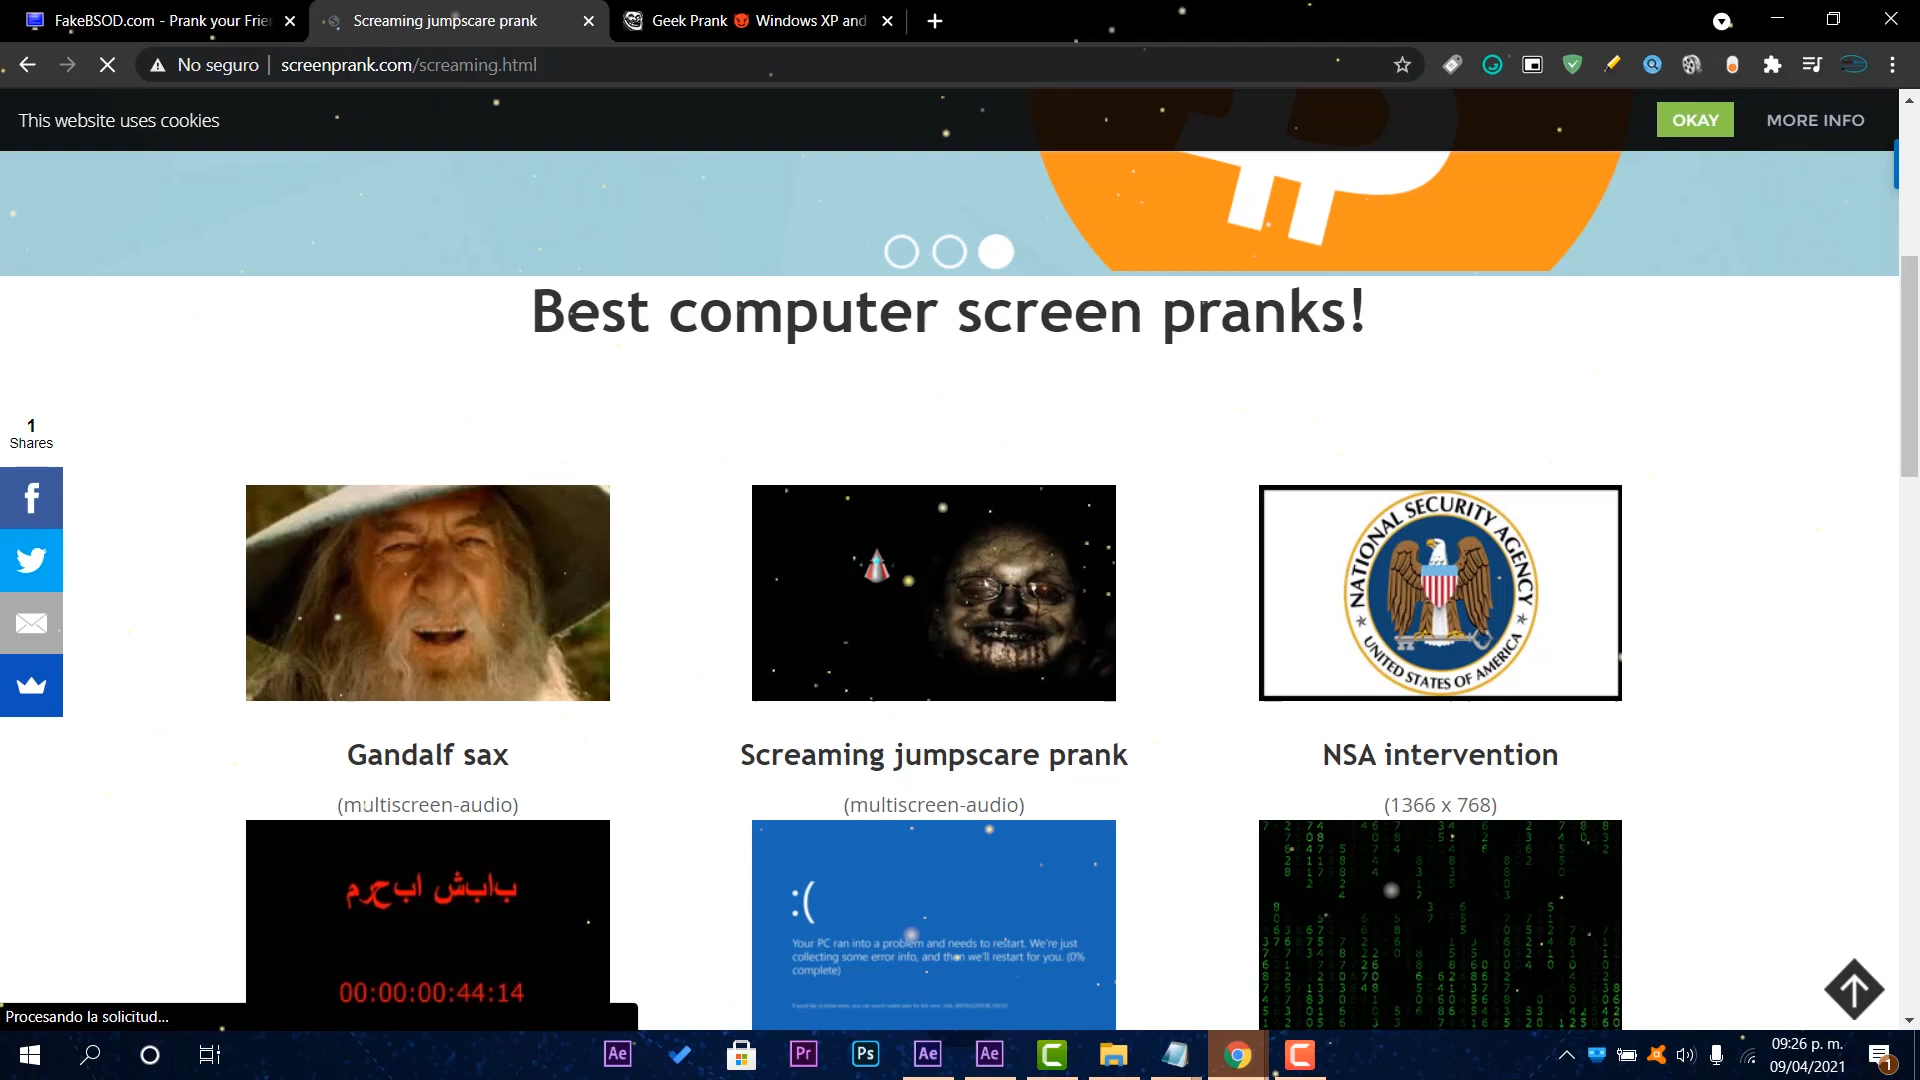 FakeBSOD.com - Prank your Frie
Screaming jumpscare prank
Geek Prank 😈 Windows XP and
No seguro
screenprank.com/screaming.html
This website uses cookies
OKAY
MORE INFO
Best computer screen pranks!
1
Shares
NATIONAL SECURITY AGENCY
UNITED STATES OF AMERICA
Gandalf sax
Screaming jumpscare prank
NSA intervention
(multiscreen-audio)
(multiscreen-audio)
(1366 x 768)
00:00:00:44:14
:(
Your PC ran into a problem and needs to restart. We're just
collecting some error info, and then we'll restart for you. (0%
complete)
Procesando la solicitud...
Ae
Pr
Ps
Ae
Ae
09:26 p. m.
09/04/2021
1